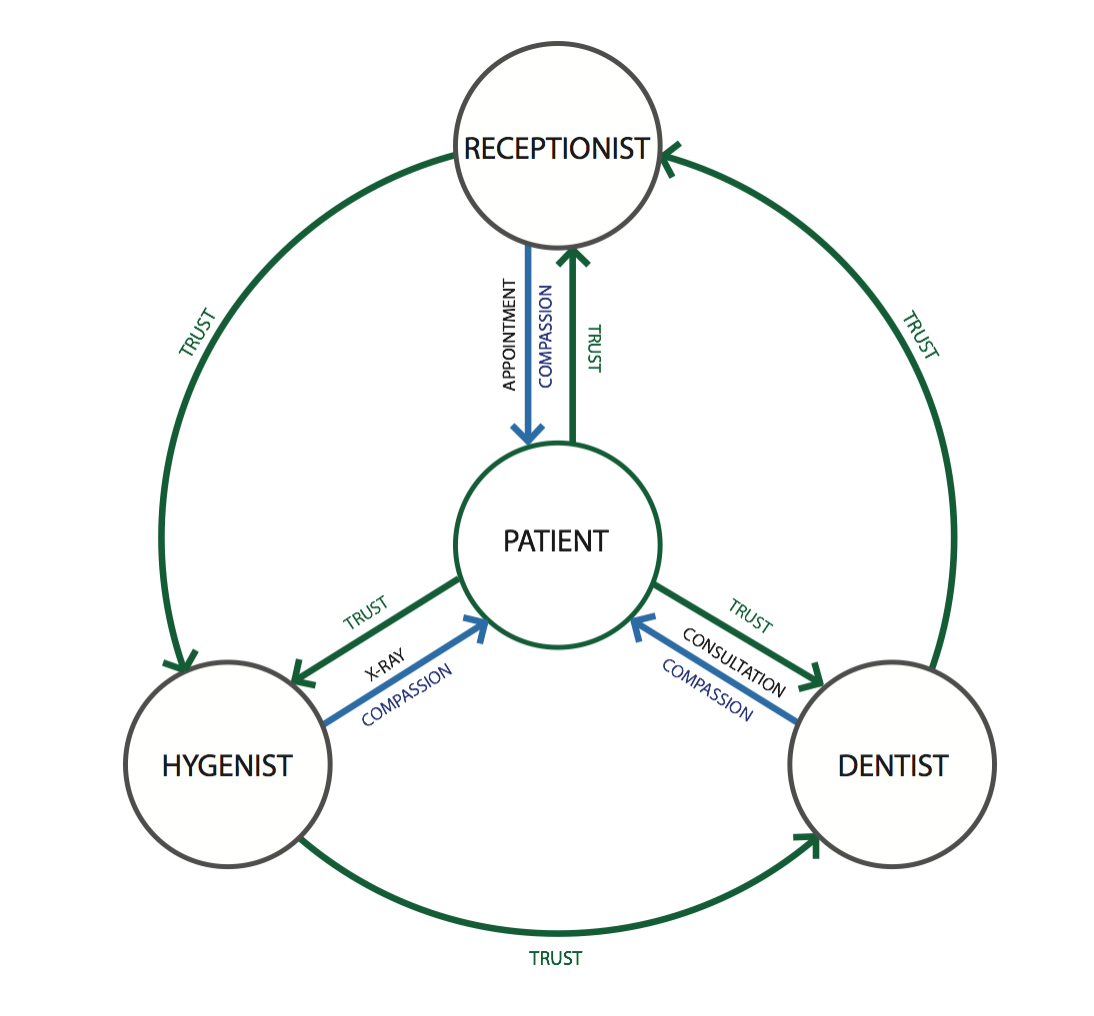 RECEPTIONIST
TRUST
APPOINTMENT
COMPASSION
TRUST
TRUST
PATIENT
TRUST
X-RAY
COMPASSION
TRUST
CONSULTATION
COMPASSION
HYGENIST
DENTIST
TRUST